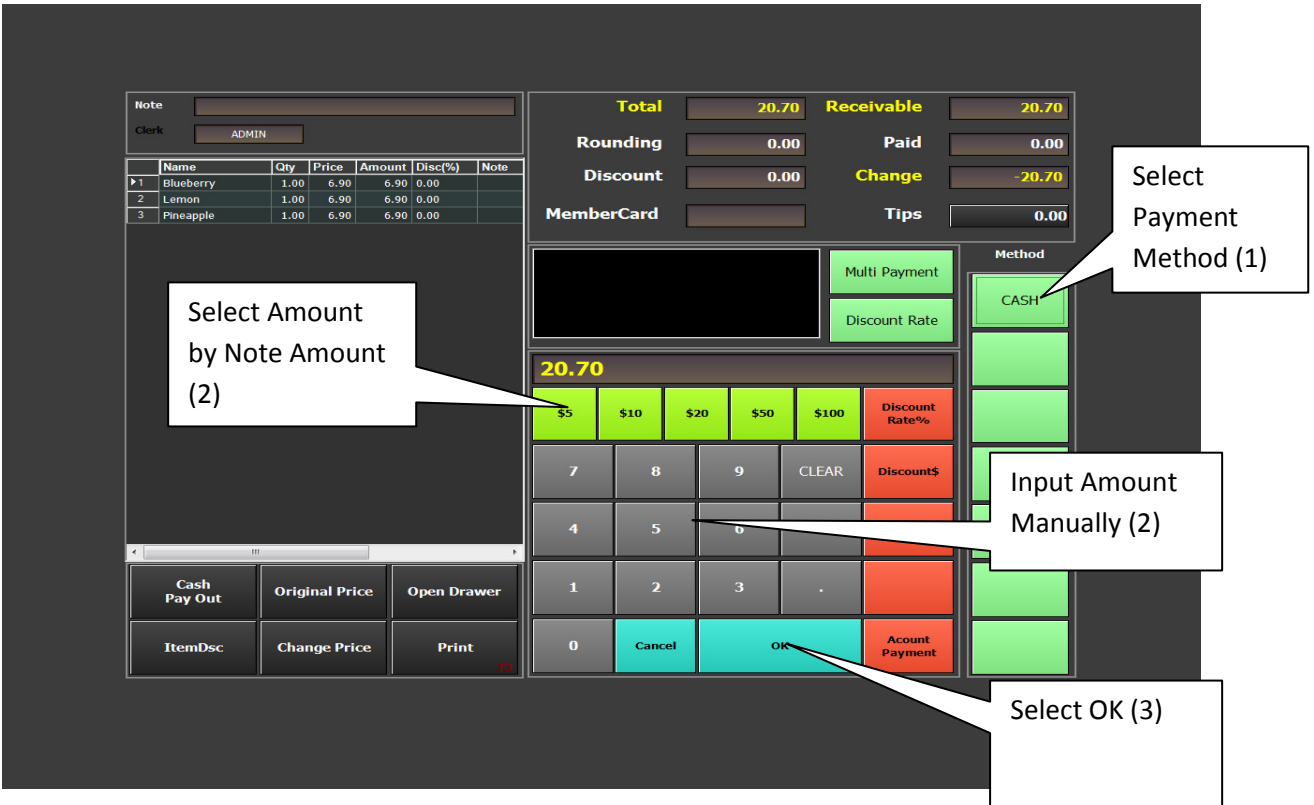 Note
Clerk ADMIN
Name Qty Price Amount Disc(%) Note
1 Blueberry 1.00 6.90 6.90 0.00
2 Lemon 1.00 6.90 6.90 0.00
3 Pineapple 1.00 6.90 6.90 0.00
Total 20.70 Receivable 20.70
Rounding 0.00 Paid 0.00
Discount 0.00 Change -20.70
MemberCard Tips 0.00
Select
Payment
Method (1)
Method
CASH
Multi Payment
Discount Rate
Select Amount
by Note Amount
(2)
20.70
$5 $10 $20 $50 $100 Discount
Rate%
7 8 9 CLEAR Discount$
4 5 6
1 2 3 .
0 Cancel OK Acount
Payment
Input Amount
Manually (2)
Cash
Pay Out
Original Price
Open Drawer
ItemDsc
Change Price
Print
Select OK (3)